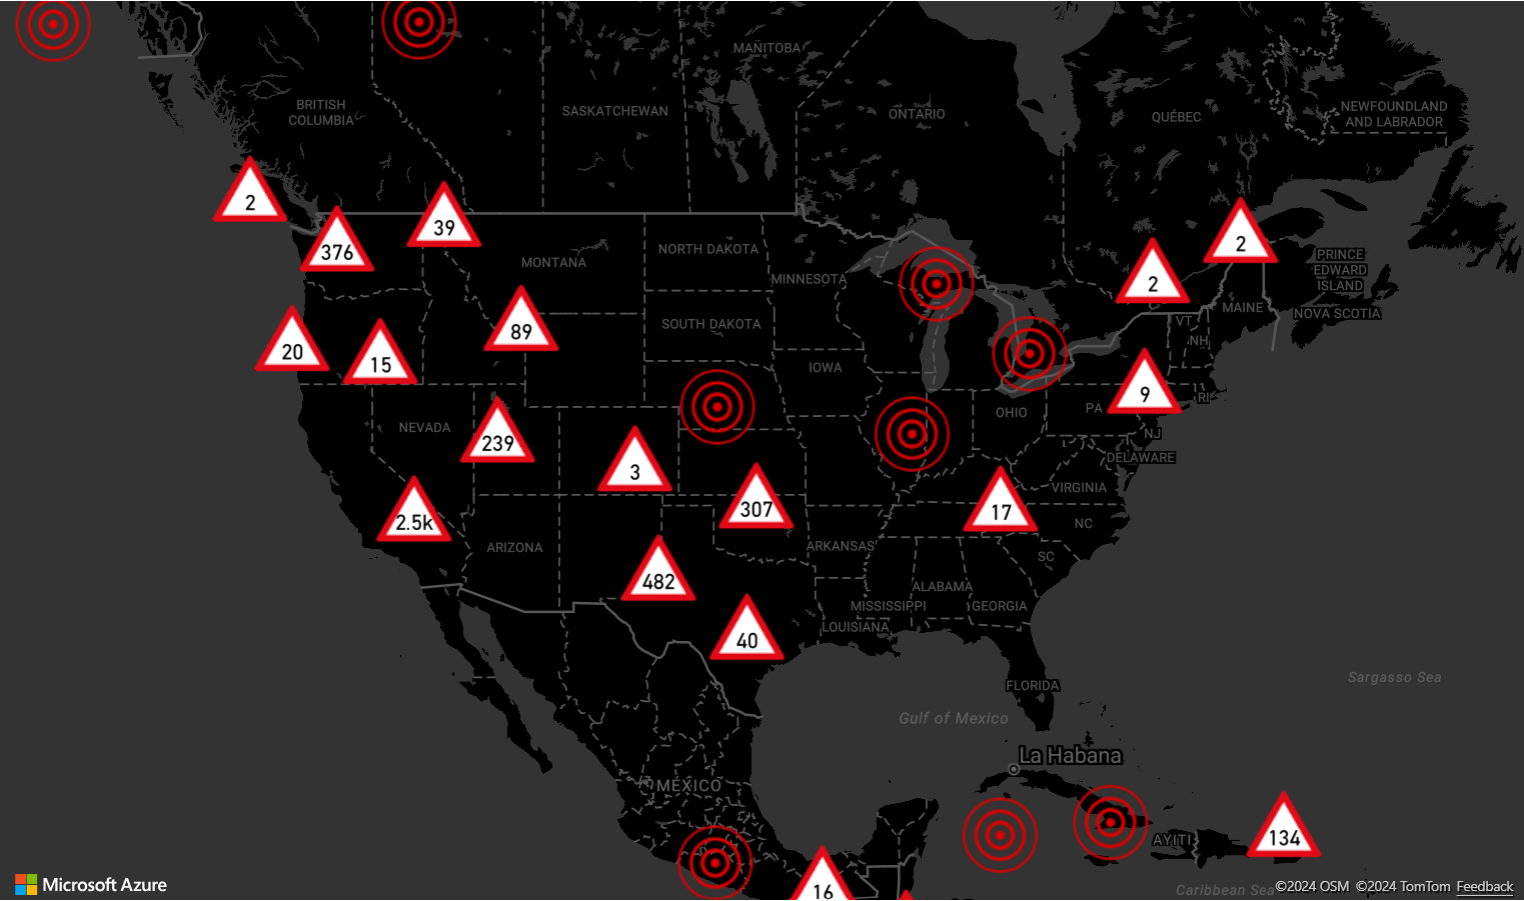 MANITOBA
BRITISH
COLUMBIA
SASKATCHEWAN
ONTARIO
QUÉBEC
NEWFOUNDLAND
AND LABRADOR
2
376
39
2
2
MONTANA
NORTH DAKOTA
MINNESOTA
PRINCE
EDWARD
ISLAND
MAINE
NOVA SCOTIA
VT
NH
20
15
89
SOUTH DAKOTA
IOWA
9
RI
OHIO
PA
NEVADA
239
NJ
DELAWARE
3
VIRGINIA
307
17
NC
2.5k
ARIZONA
ARKANSAS
SC
482
ALABAMA
MISSISSIPPI
GEORGIA
LOUISIANA
40
FLORIDA
Sargasso Sea
Gulf of Mexico
La Habana
MÉXICO
134
AYITI
16
Microsoft Azure
Caribbean Sea
©2024 OSM ©2024 TomTom Feedback